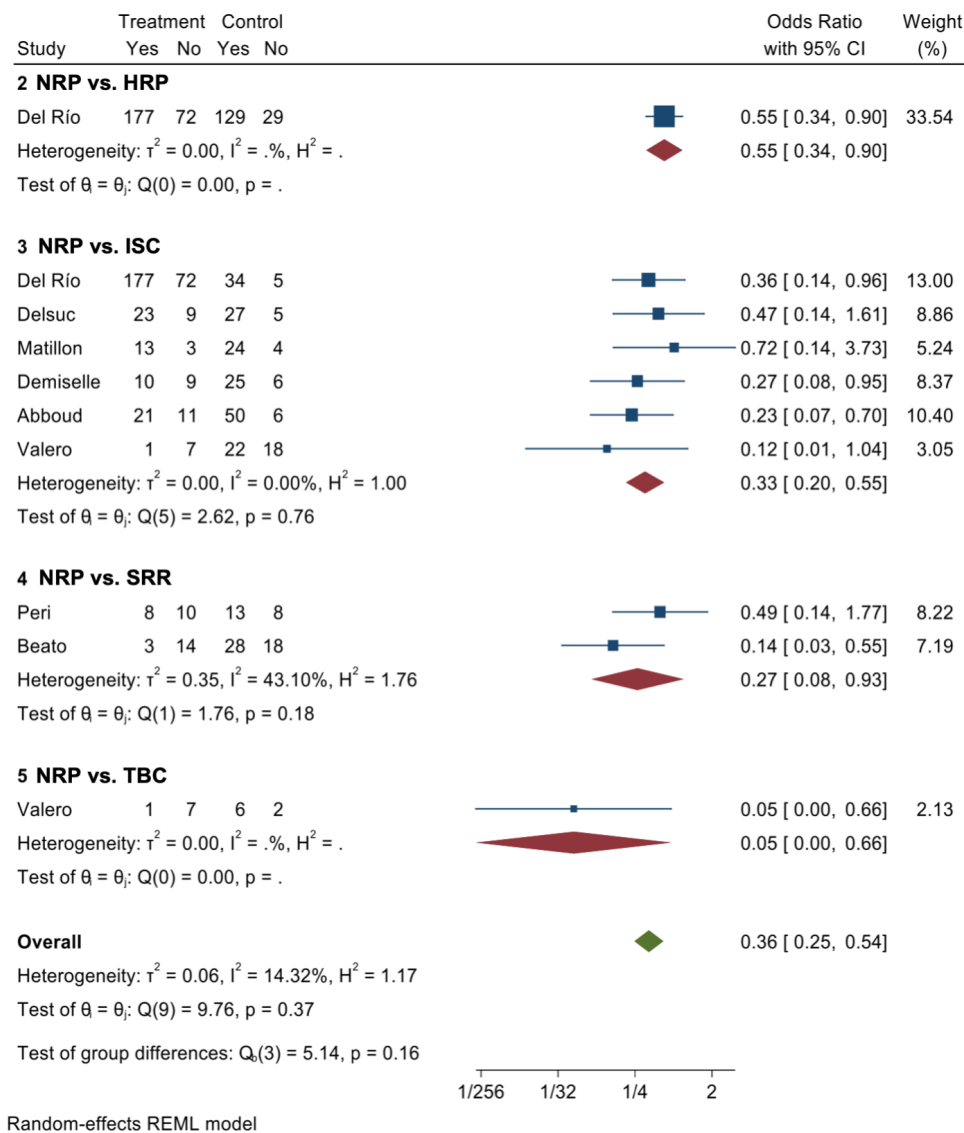 Treatment Control Odds Ratio Weight
Study Yes No Yes No with 95% CI (%)
2 NRP vs. HRP
Del Río 177 72 129 29 0.55 [ 0.34, 0.90] 33.54
Heterogeneity: τ² = 0.00, I² = .%, H² = . 0.55 [ 0.34, 0.90]
Test of θᵢ = θⱼ: Q(0) = 0.00, p = .
3 NRP vs. ISC
Del Río 177 72 34 5 0.36 [ 0.14, 0.96] 13.00
Delsuc 23 9 27 5 0.47 [ 0.14, 1.61] 8.86
Matillon 13 3 24 4 0.72 [ 0.14, 3.73] 5.24
Demiselle 10 9 25 6 0.27 [ 0.08, 0.95] 8.37
Abboud 21 11 50 6 0.23 [ 0.07, 0.70] 10.40
Valero 1 7 22 18 0.12 [ 0.01, 1.04] 3.05
Heterogeneity: τ² = 0.00, I² = 0.00%, H² = 1.00 0.33 [ 0.20, 0.55]
Test of θᵢ = θⱼ: Q(5) = 2.62, p = 0.76
4 NRP vs. SRR
Peri 8 10 13 8 0.49 [ 0.14, 1.77] 8.22
Beato 3 14 28 18 0.14 [ 0.03, 0.55] 7.19
Heterogeneity: τ² = 0.35, I² = 43.10%, H² = 1.76 0.27 [ 0.08, 0.93]
Test of θᵢ = θⱼ: Q(1) = 1.76, p = 0.18
5 NRP vs. TBC
Valero 1 7 6 2 0.05 [ 0.00, 0.66] 2.13
Heterogeneity: τ² = 0.00, I² = .%, H² = . 0.05 [ 0.00, 0.66]
Test of θᵢ = θⱼ: Q(0) = 0.00, p = .
Overall 0.36 [ 0.25, 0.54]
Heterogeneity: τ² = 0.06, I² = 14.32%, H² = 1.17
Test of θᵢ = θⱼ: Q(9) = 9.76, p = 0.37
Test of group differences: Q_b(3) = 5.14, p = 0.16
1/256 1/32 1/4 2
Random-effects REML model